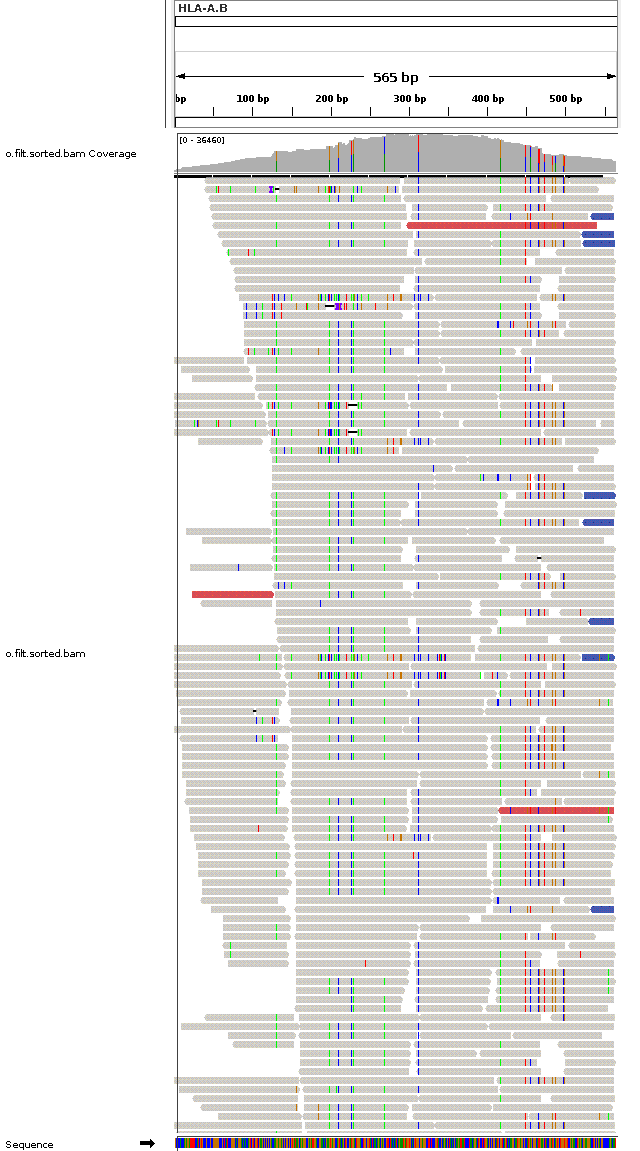 HLA-A.B
565 bp
bp 100 bp 200 bp 300 bp 400 bp 500 bp
[0 - 36460]
o.filt.sorted.bam Coverage
o.filt.sorted.bam
Sequence